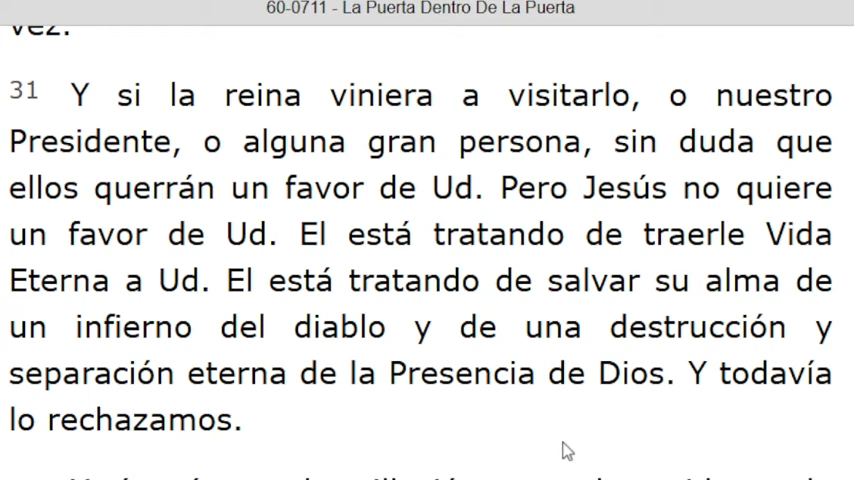 60-0711 - La Puerta Dentro De La Puerta
vez.
31 Y si la reina viniera a visitarlo, o nuestro
Presidente, o alguna gran persona, sin duda que
ellos querrán un favor de Ud. Pero Jesús no quiere
un favor de Ud. El está tratando de traerle Vida
Eterna a Ud. El está tratando de salvar su alma de
un infierno del diablo y de una destrucción y
separación eterna de la Presencia de Dios. Y todavía
lo rechazamos.